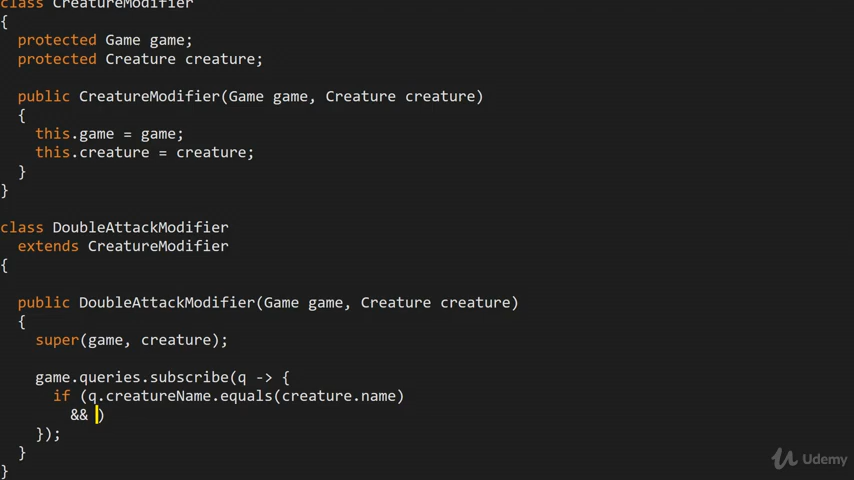 class CreatureModifier
{
  protected Game game;
  protected Creature creature;
  public CreatureModifier(Game game, Creature creature)
  {
    this.game = game;
    this.creature = creature;
  }
}
class DoubleAttackModifier
  extends CreatureModifier
{
  public DoubleAttackModifier(Game game, Creature creature)
  {
    super(game, creature);
    game.queries.subscribe(q -> {
      if (q.creatureName.equals(creature.name)
        && )
    });
  }
}
Udemy